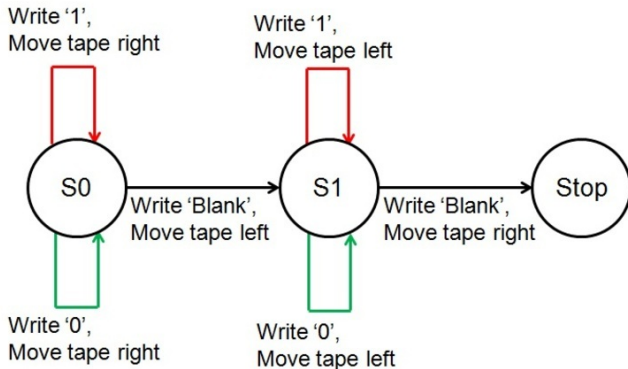 Write ‘1’,
Move tape right
Write ‘1’,
Move tape left
S0
S1
Stop
Write ‘Blank’,
Move tape left
Write ‘Blank’,
Move tape right
Write ‘0’,
Move tape right
Write ‘0’,
Move tape left